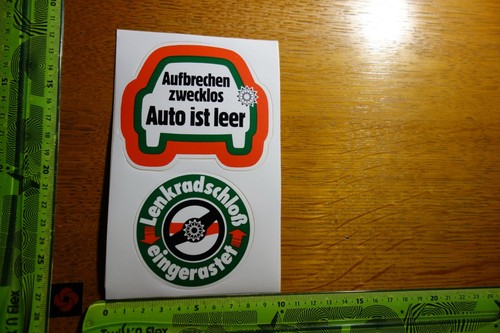 Aufbrechen
zwecklos
Auto ist leer
Lenkradschloß
eingerastet